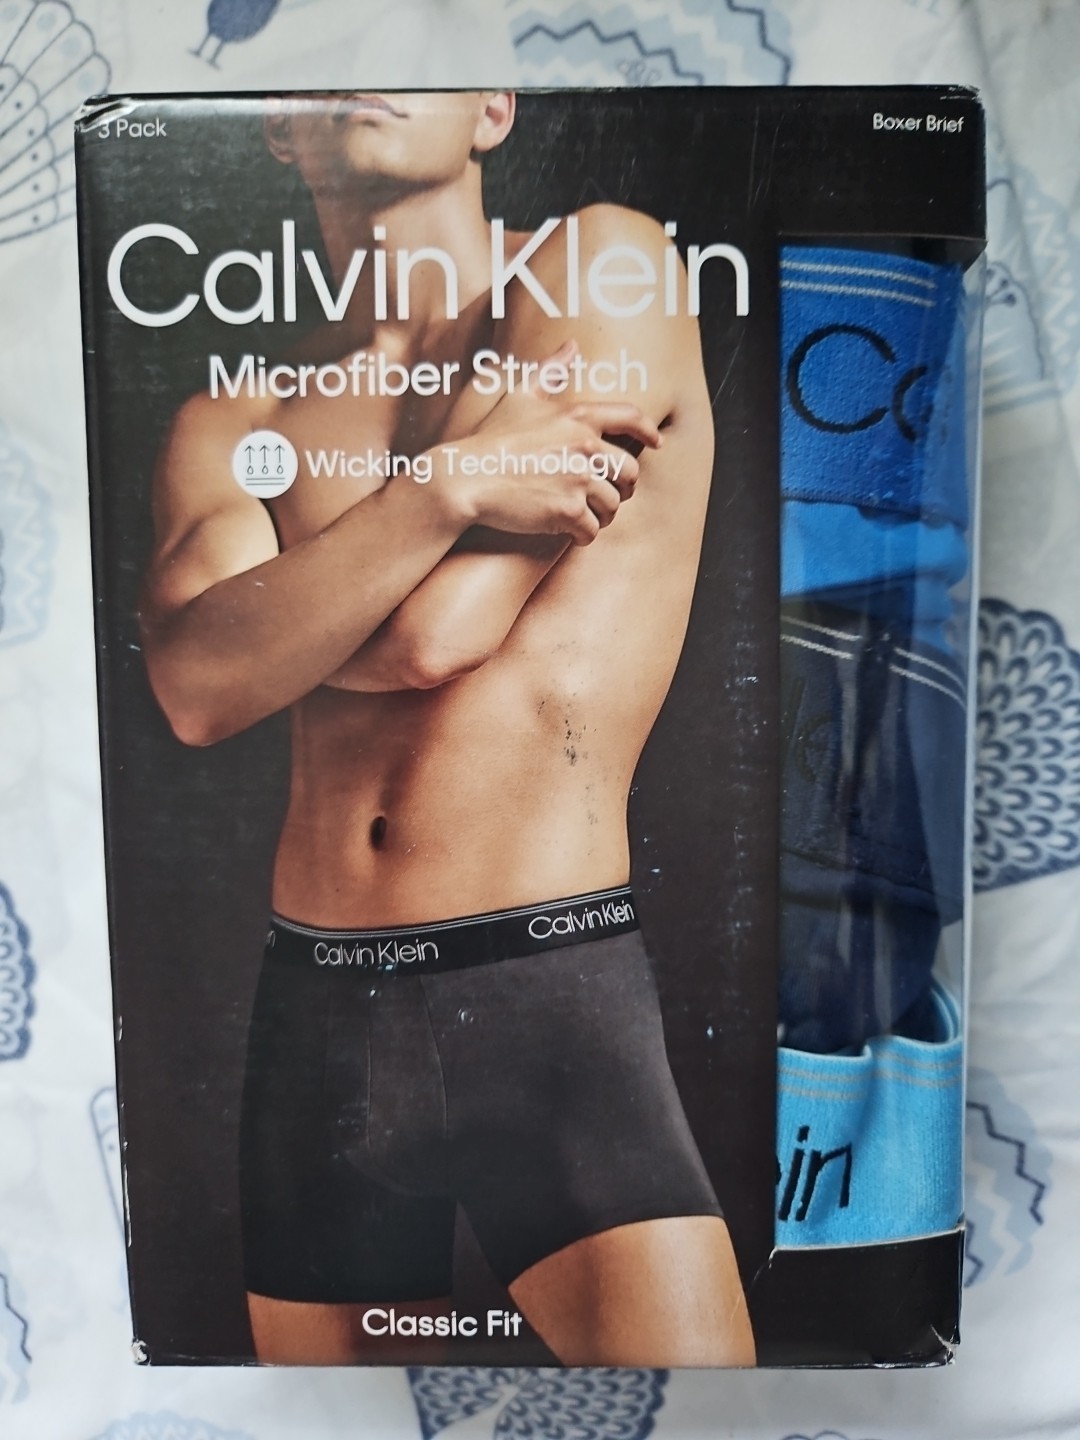 3 Pack
Boxer Brief
Calvin Klein
Microfiber Stretch
Wicking Technology
Calvin Klein
Calvin Klein
Classic Fit